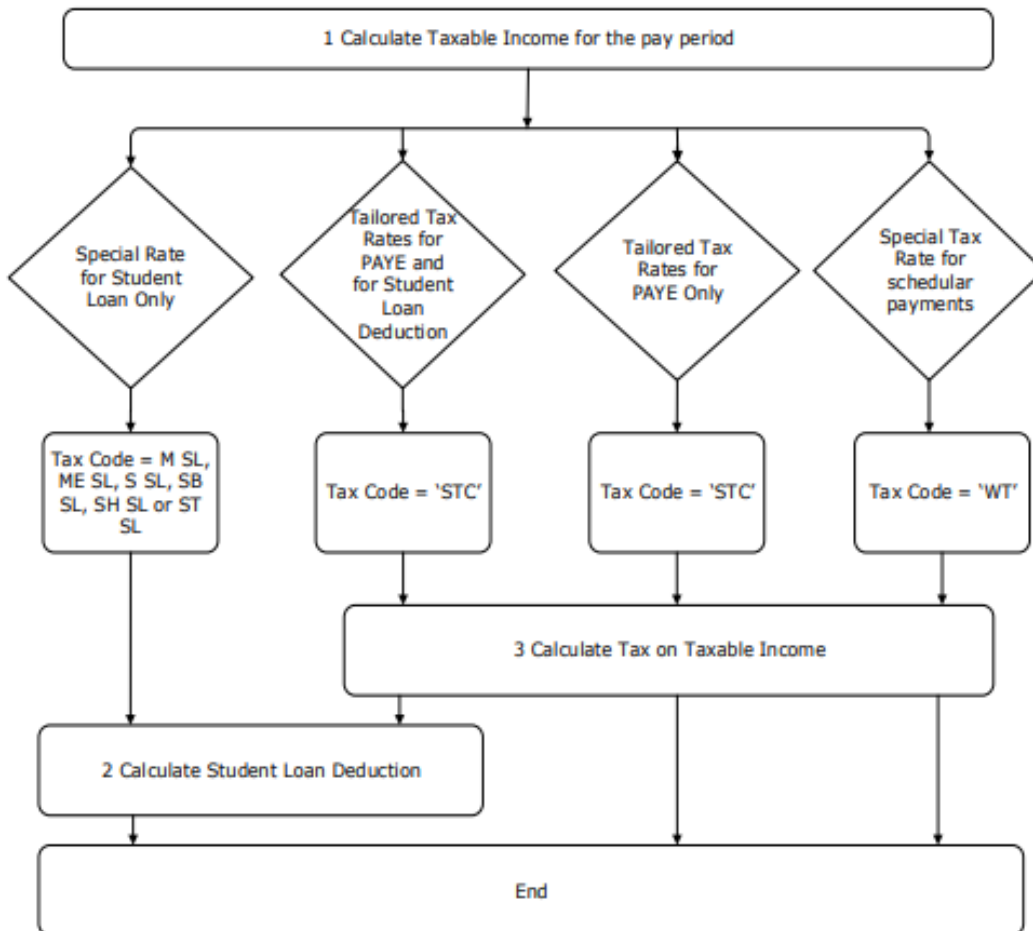 1 Calculate Taxable Income for the pay period
Special Rate
for Student
Loan Only
Tailored Tax
Rates for
PAYE and
for Student
Loan
Deduction
Tailored Tax
Rates for
PAYE Only
Special Tax
Rate for
schedular
payments
Tax Code = M SL,
ME SL, S SL, SB
SL, SH SL or ST
SL
Tax Code = ‘STC’
Tax Code = ‘STC’
Tax Code = ‘WT’
3 Calculate Tax on Taxable Income
2 Calculate Student Loan Deduction
End